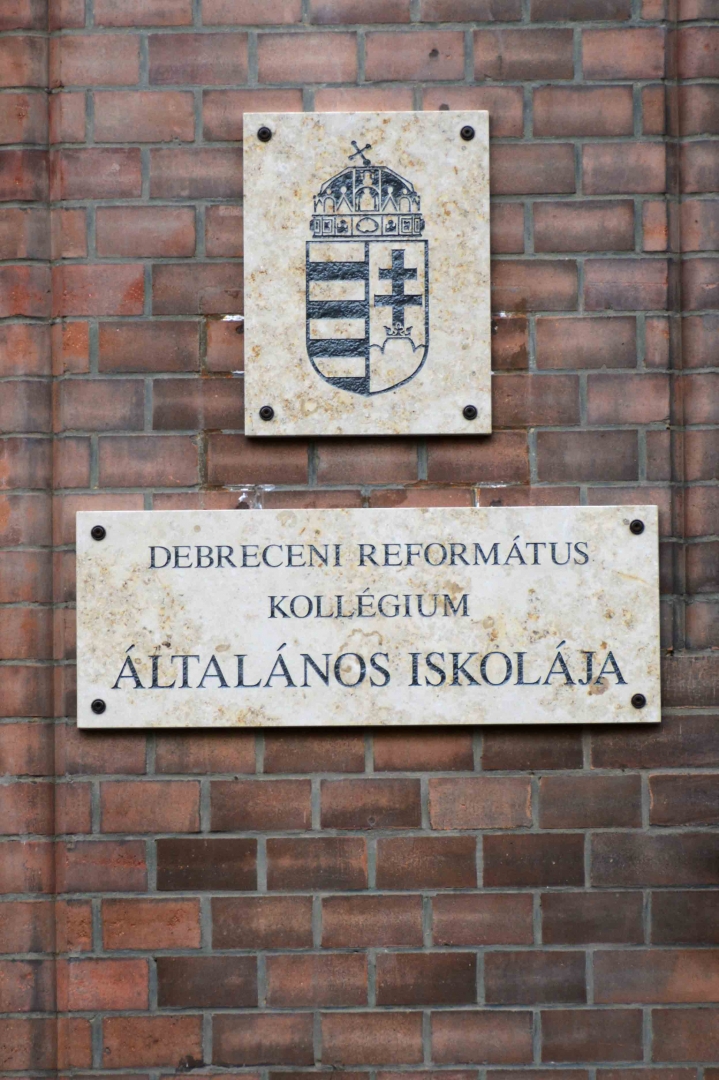 DEBRECENI REFORMÁTUS
KOLLÉGIUM
ÁLTALÁNOS ISKOLÁJA